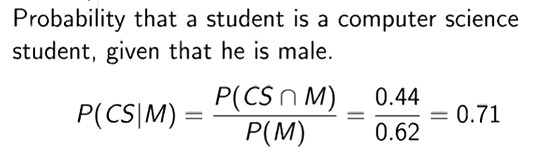 Probability that a student is a computer science
student, given that he is male.
P(CS|M) = P(CS ∩ M) / P(M) = 0.44 / 0.62 = 0.71